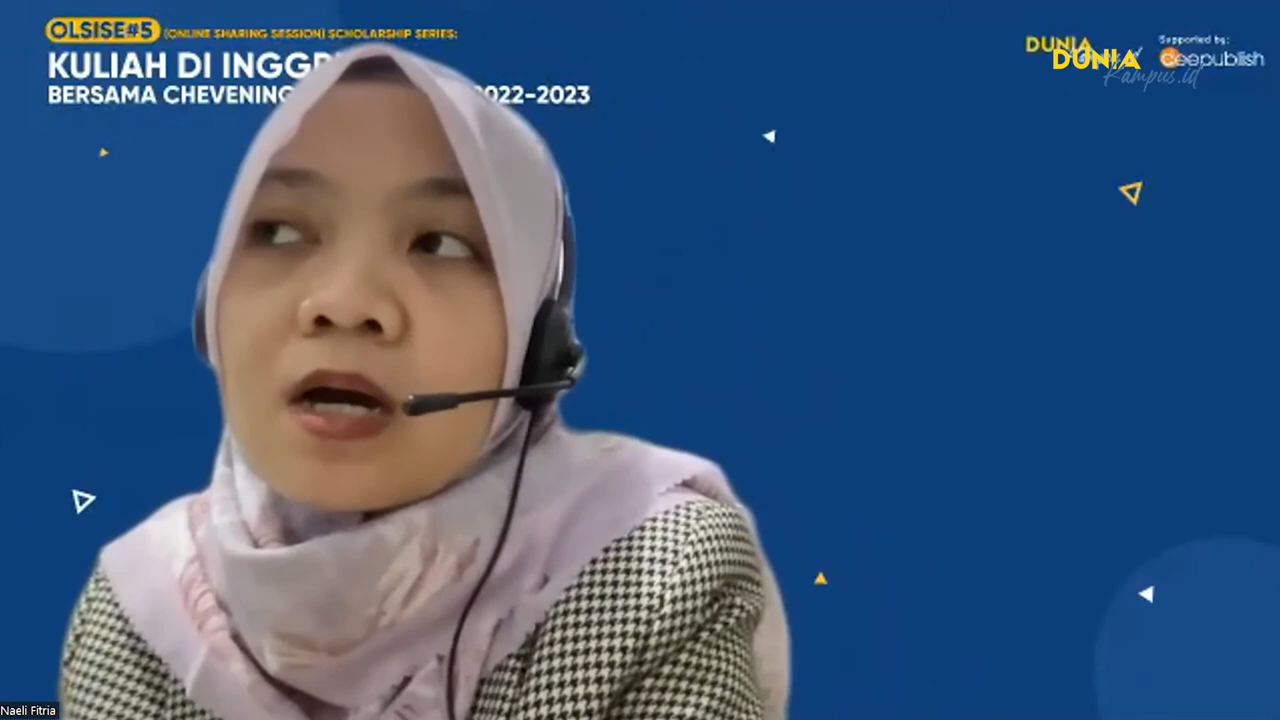 OLSISE#5 (ONLINE SHARING SESSION) SCHOLARSHIP SERIES:
KULIAH DI INGGR
BERSAMA CHEVENING 2022-2023
DUNIA
DUNIA
Kampus.id
Supported by:
deepublish
Naeli Fitria